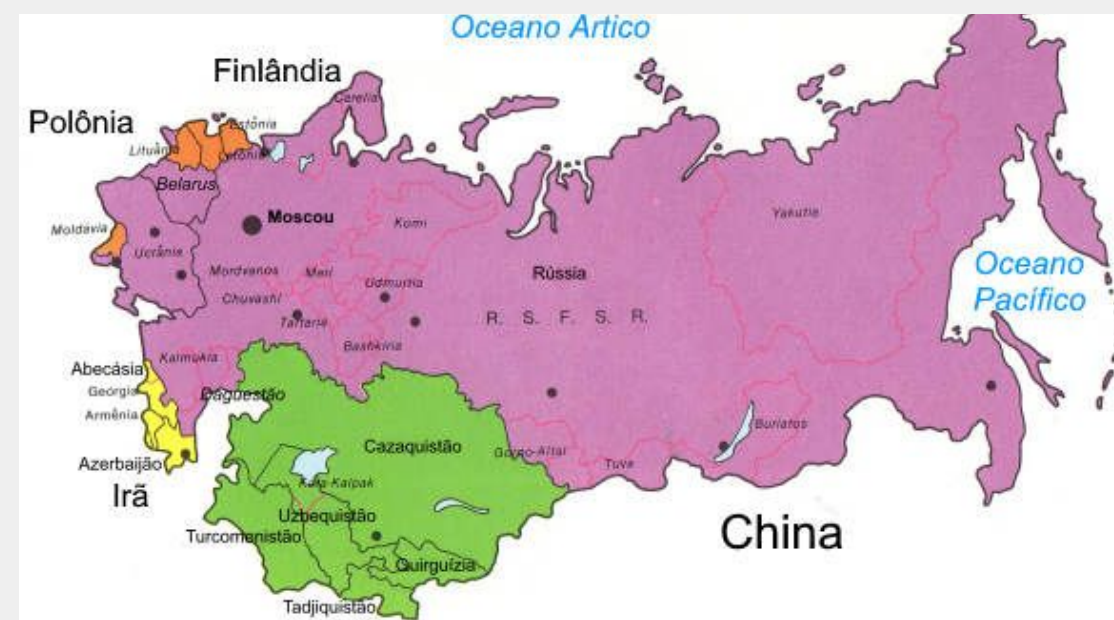 Oceano Artico
Finlândia
Carelia
Polônia
Estônia
Lituânia
Belarus
Moscou
Komi
Yakutia
Moldávia
Ucrânia
Oceano
Pacífico
Mordvanos
Mari
Rússia
Udmurtia
Chuvashi
Tartaria
R. S. F. S. R.
Bashkiria
Kalmukia
Abecásia
Georgia
Daguestão
Armênia
Buriatos
Cazaquistão
Gorno-Altai
Tuva
Azerbaijão
Kara-Kalpak
Irã
Uzbequistão
China
Turcomenistão
Quirguízia
Tadjiquistão